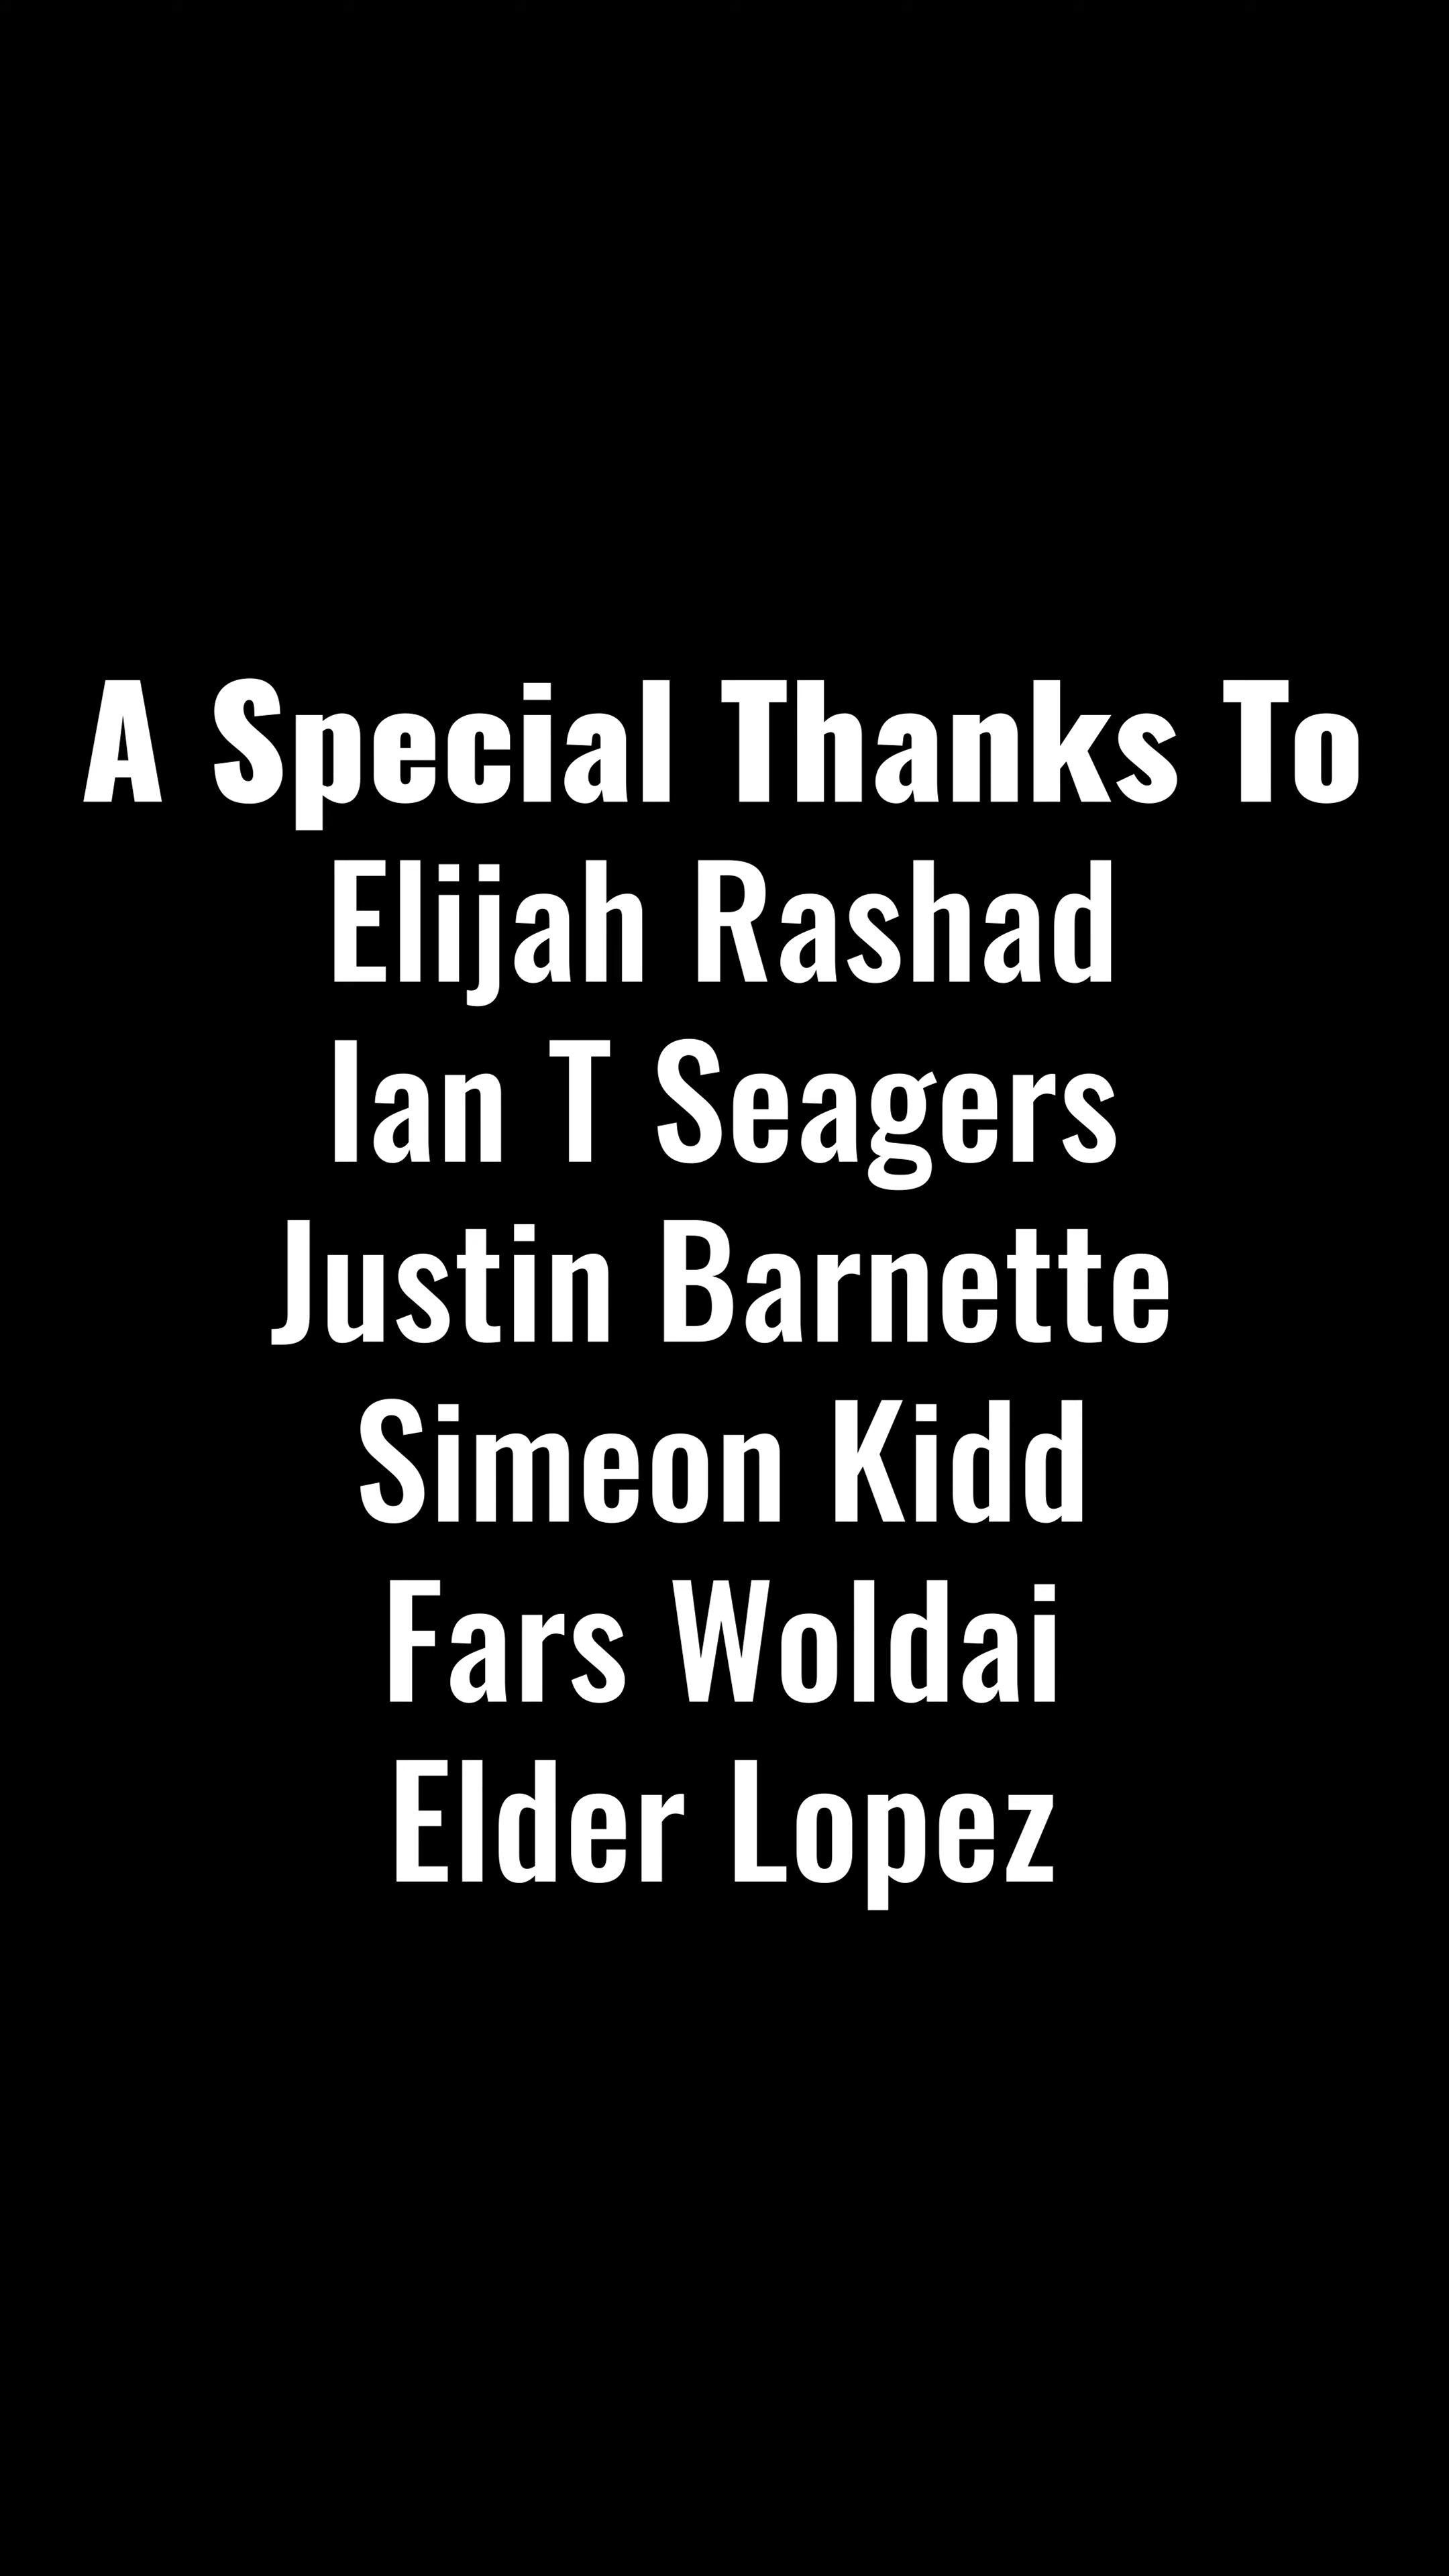 A Special Thanks To
Elijah Rashad
Ian T Seagers
Justin Barnette
Simeon Kidd
Fars Woldai
Elder Lopez